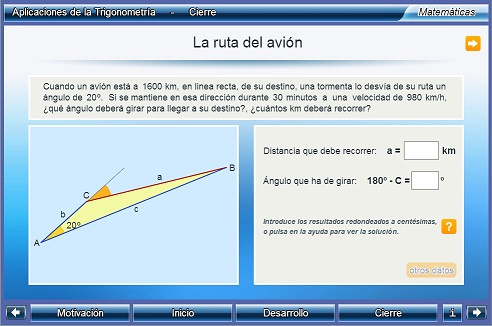 Aplicaciones de la Trigonometría - Cierre
Matemáticas
La ruta del avión
Cuando un avión está a 1600 km, en linea recta, de su destino, una tormenta lo desvía de su ruta un
ángulo de 20º. Si se mantiene en esa dirección durante 30 minutos a una velocidad de 980 km/h,
¿qué ángulo deberá girar para llegar a su destino?, ¿cuántos km deberá recorrer?
B
a
C
b
c
20º
A
Distancia que debe recorrer: a = km
Ángulo que ha de girar: 180º - C = º
Introduce los resultados redondeados a centésimas,
o pulsa en la ayuda para ver la solución.
?
otros datos
Motivación
Inicio
Desarrollo
Cierre
i